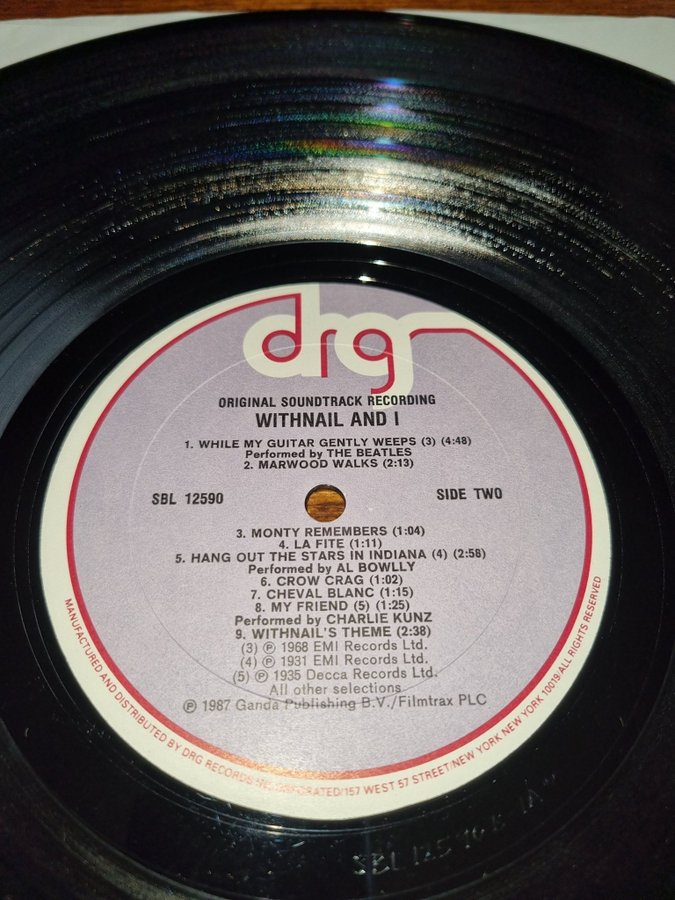 drg
ORIGINAL SOUNDTRACK RECORDING
WITHNAIL AND I
1. WHILE MY GUITAR GENTLY WEEPS (3) (4:48)
Performed by THE BEATLES
2. MARWOOD WALKS (2:13)
SBL 12590
SIDE TWO
3. MONTY REMEMBERS (1:04)
4. LA FITE (1:11)
5. HANG OUT THE STARS IN INDIANA (4) (2:58)
Performed by AL BOWLLY
6. CROW CRAG (1:02)
7. CHEVAL BLANC (1:15)
8. MY FRIEND (5) (1:25)
Performed by CHARLIE KUNZ
9. WITHNAIL'S THEME (2:38)
(3) ℗ 1968 EMI Records Ltd.
(4) ℗ 1931 EMI Records Ltd.
(5) ℗ 1935 Decca Records Ltd.
All other selections
℗ 1987 Ganda Publishing B.V./Filmtrax PLC
MANUFACTURED AND DISTRIBUTED BY DRG RECORDS INCORPORATED/157 WEST 57 STREET/NEW YORK NEW YORK 10019/ALL RIGHTS RESERVED